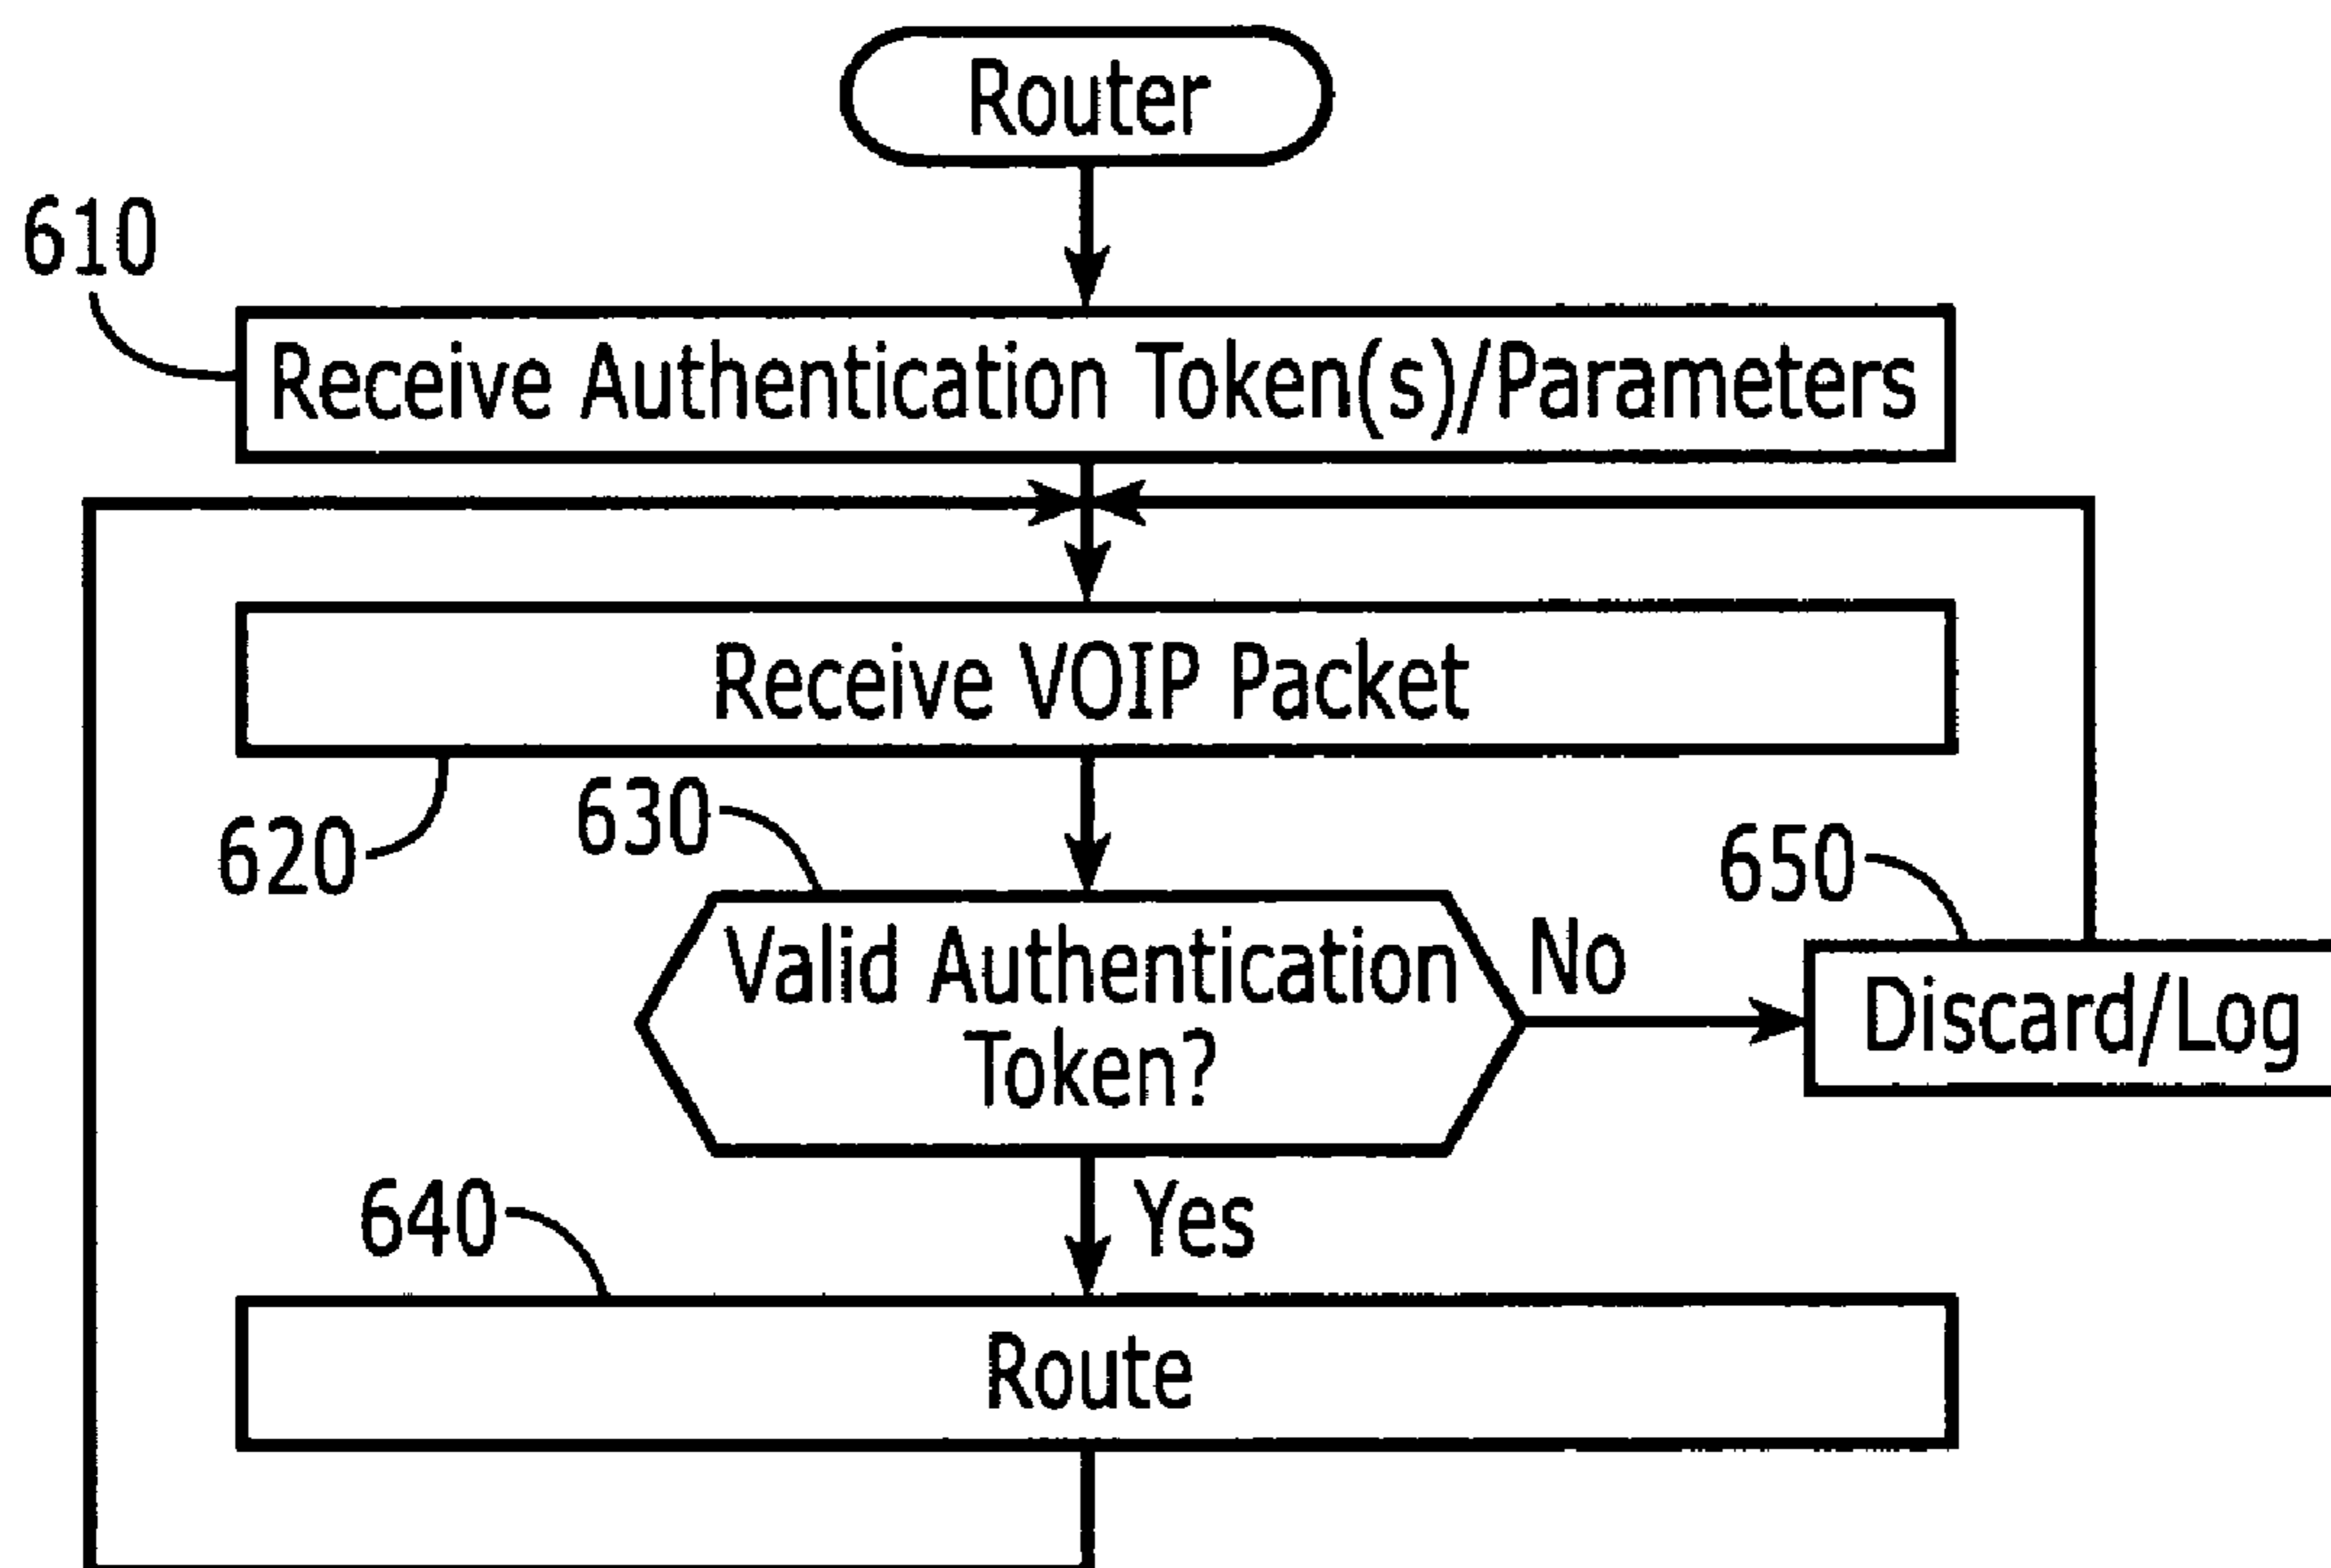 Router
610
Receive Authentication Token(s)/Parameters
Receive VOIP Packet
620
630
650
Valid Authentication
Token?
No
Discard/Log
Yes
640
Route